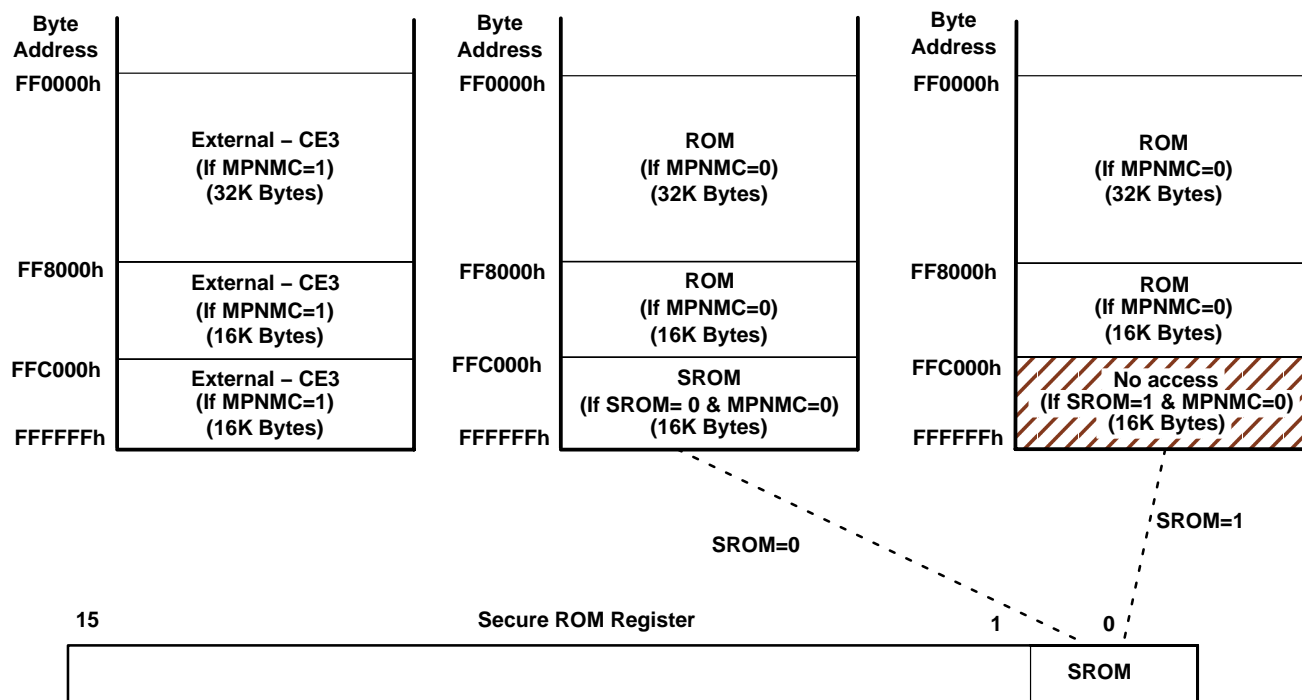 Byte
Address
FF0000h
External – CE3
(If MPNMC=1)
(32K Bytes)
FF8000h
External – CE3
(If MPNMC=1)
(16K Bytes)
FFC000h
External – CE3
(If MPNMC=1)
(16K Bytes)
FFFFFFh
Byte
Address
FF0000h
ROM
(If MPNMC=0)
(32K Bytes)
FF8000h
ROM
(If MPNMC=0)
(16K Bytes)
FFC000h
SROM
(If SROM= 0 & MPNMC=0)
(16K Bytes)
FFFFFFh
Byte
Address
FF0000h
ROM
(If MPNMC=0)
(32K Bytes)
FF8000h
ROM
(If MPNMC=0)
(16K Bytes)
FFC000h
No access
(If SROM=1 & MPNMC=0)
(16K Bytes)
FFFFFFh
SROM=0
SROM=1
15 Secure ROM Register 1 0
SROM